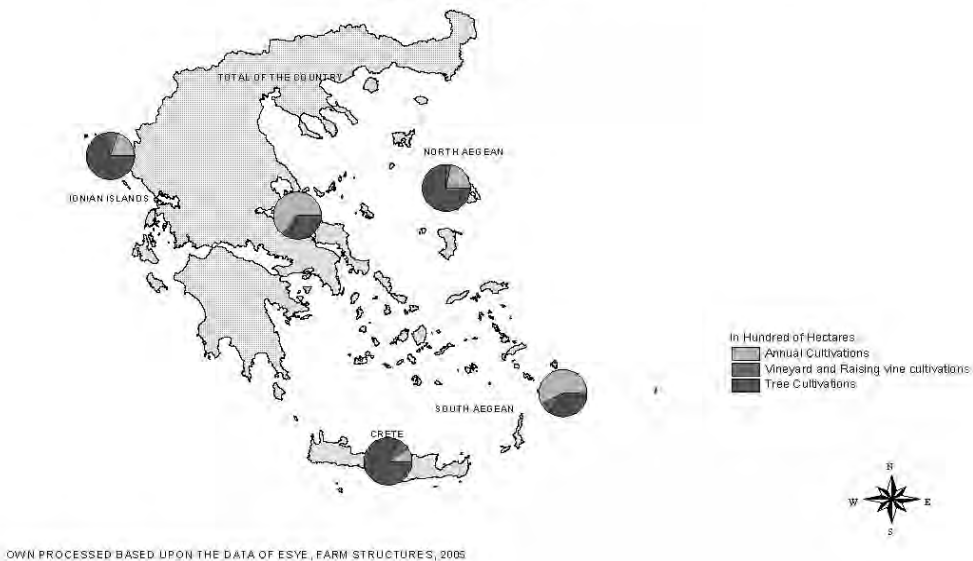 TOTAL OF THE COUNTRY
NORTH AEGEAN
IONIAN ISLANDS
In Hundred of Hectares
Annual Cultivations
Vineyard and Raising vine cultivations
Tree Cultivations
SOUTH AEGEAN
CRETE
N
W E
S
OWN PROCESSED BASED UPON THE DATA OF ESYE, FARM STRUCTURES, 2005